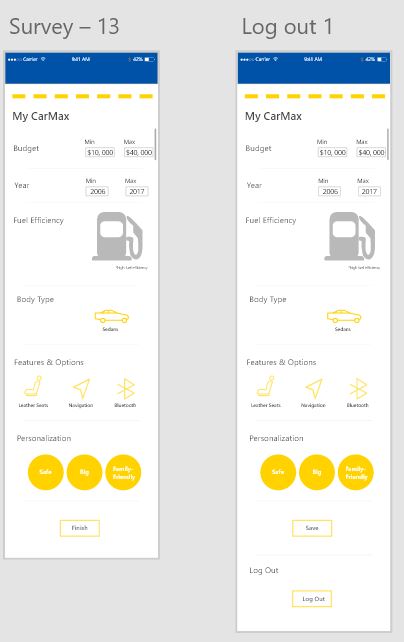 Survey – 13
Carrier 9:41 AM 42%
My CarMax
Budget
Min Max
$10, 000 $40, 000
Year
Min Max
2006 2017
Fuel Efficiency
*High fuel efficiency
Body Type
Sedans
Features & Options
Leather Seats Navigation Bluetooth
Personalization
Safe Big Family-
Friendly
Finish
Log out 1
Carrier 9:41 AM 42%
My CarMax
Budget
Min Max
$10, 000 $40, 000
Year
Min Max
2006 2017
Fuel Efficiency
*High fuel efficiency
Body Type
Sedans
Features & Options
Leather Seats Navigation Bluetooth
Personalization
Safe Big Family-
Friendly
Save
Log Out
Log Out